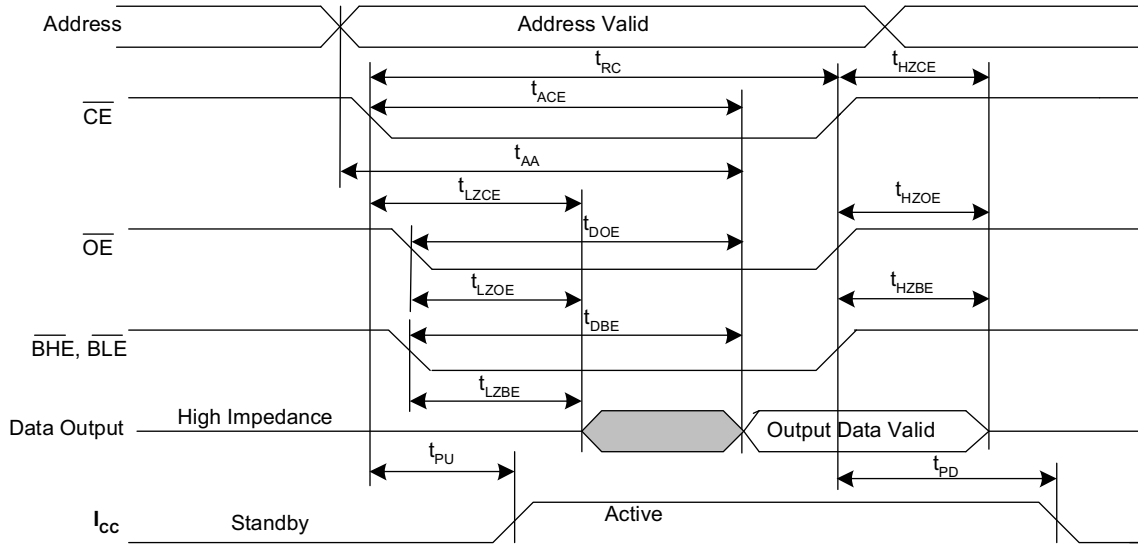 Address
Address Valid
tRC
tHZCE
tACE
CE
tAA
tLZCE
tHZOE
OE
tDOE
tLZOE
tHZBE
tDBE
BHE, BLE
tLZBE
High Impedance
Data Output
Output Data Valid
tPU
tPD
ICC
Standby
Active